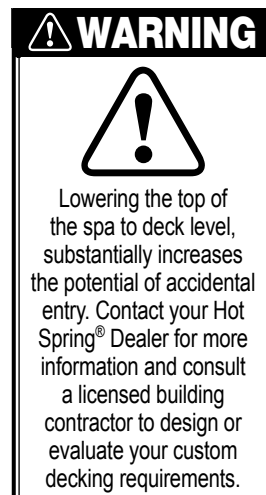 WARNING
Lowering the top of
the spa to deck level,
substantially increases
the potential of accidental
entry. Contact your Hot
Spring® Dealer for more
information and consult
a licensed building
contractor to design or
evaluate your custom
decking requirements.